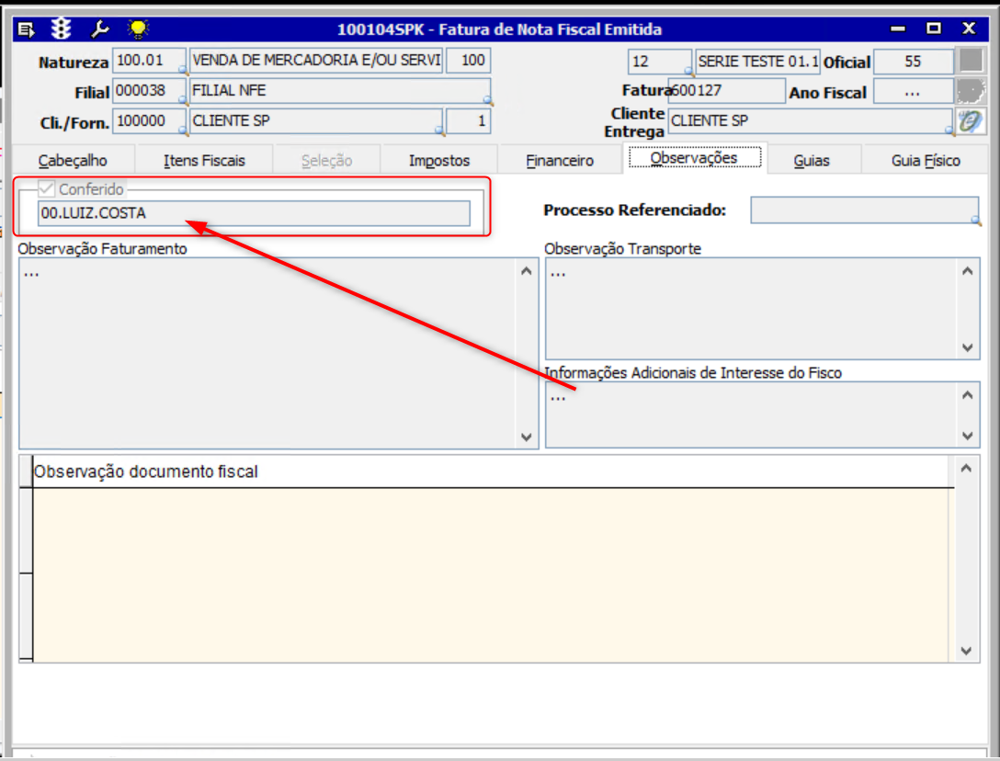 100104SPK - Fatura de Nota Fiscal Emitida
Natureza 100.01 VENDA DE MERCADORIA E/OU SERVI 100 12 SERIE TESTE 01.1 Oficial 55
Filial 000038 FILIAL NFE Fatura 600127 Ano Fiscal ...
Cli./Forn. 100000 CLIENTE SP 1 Cliente Entrega CLIENTE SP
Cabeçalho Itens Fiscais Seleção Impostos Financeiro Observações Guias Guia Físico
Conferido
00.LUIZ.COSTA Processo Referenciado:
Observação Faturamento Observação Transporte
... ...
Informações Adicionais de Interesse do Fisco
...
Observação documento fiscal